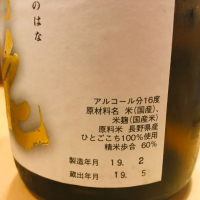 のはな
アルコール分16度
原材料名 米(国産)、
米麹(国産米)
原料米 長野県産
ひとごこち100%使用
精米歩合 60%
製造年月 19. 2
蔵出年月 19. 5